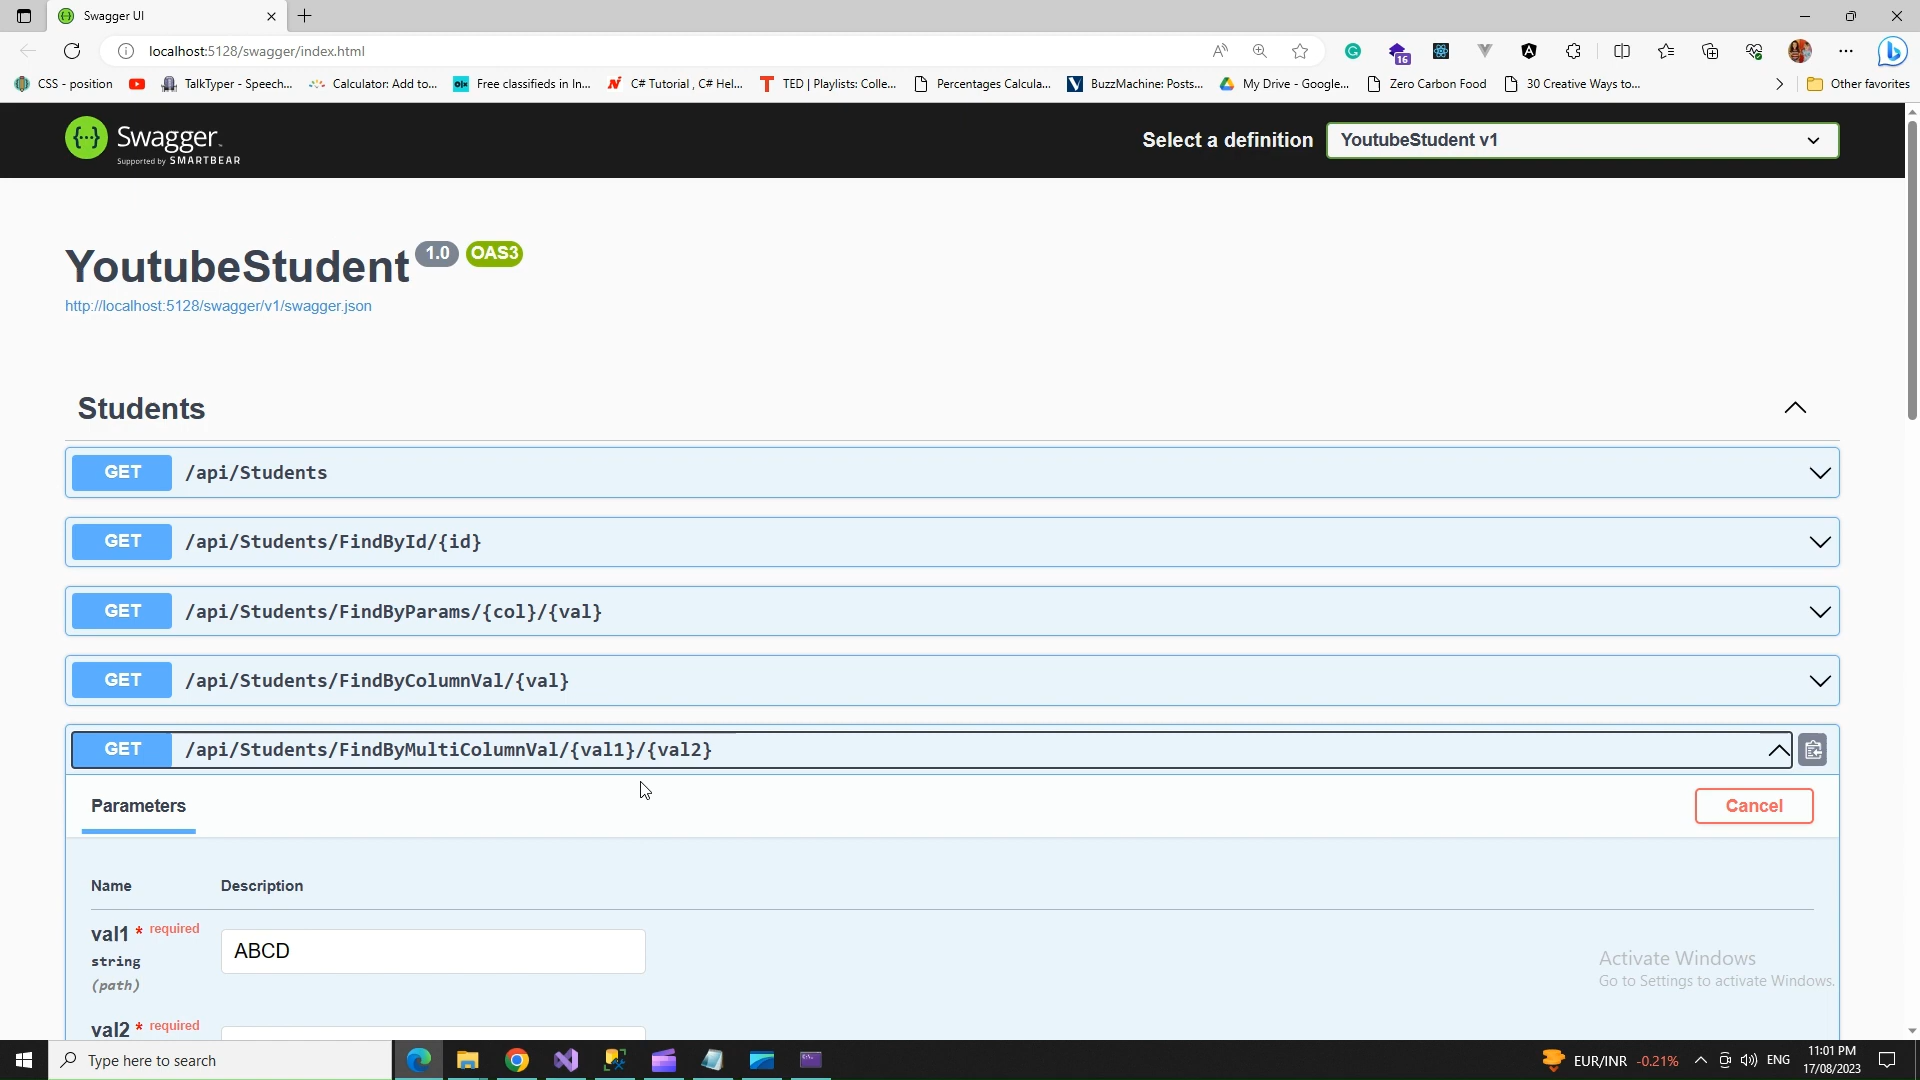 Swagger UI
localhost:5128/swagger/index.html
16
CSS - position
TalkTyper - Speech...
Calculator: Add to...
Free classifieds in In...
C# Tutorial , C# Hel...
TED | Playlists: Colle...
Percentages Calcula...
BuzzMachine: Posts...
My Drive - Google...
Zero Carbon Food
30 Creative Ways to...
Other favorites
Swagger.
Supported by SMARTBEAR
Select a definition
YoutubeStudent v1
YoutubeStudent 1.0 OAS3
http://localhost:5128/swagger/v1/swagger.json
Students
GET /api/Students
GET /api/Students/FindById/{id}
GET /api/Students/FindByParams/{col}/{val}
GET /api/Students/FindByColumnVal/{val}
GET /api/Students/FindByMultiColumnVal/{val1}/{val2}
Parameters
Cancel
Name Description
val1 * required
string
(path)
ABCD
val2 * required
Activate Windows
Go to Settings to activate Windows.
Type here to search
EUR/INR -0.21%
ENG
11:01 PM
17/08/2023